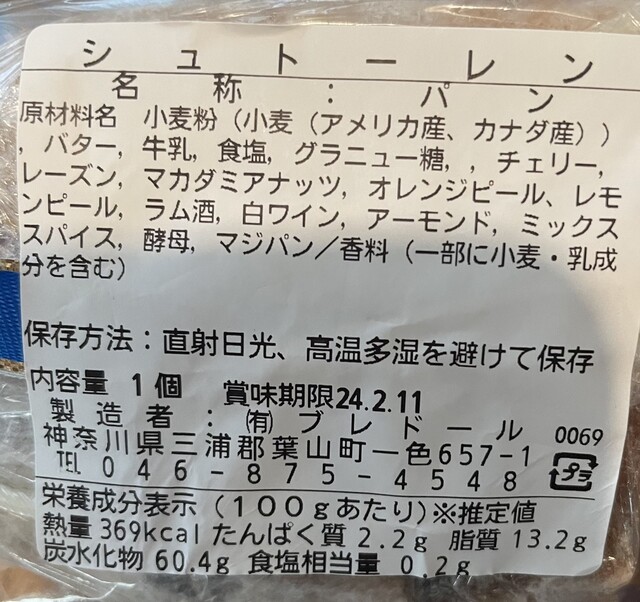 シュトーレン
名称：パン
原材料名 小麦粉（小麦（アメリカ産、カナダ産））
，バター，牛乳，食塩，グラニュー糖，，チェリー，
レーズン，マカダミアナッツ，オレンジピール、レモ
ンピール，ラム酒，白ワイン，アーモンド，ミックス
スパイス，酵母，マジパン／香料（一部に小麦・乳成
分を含む）
保存方法：直射日光、高温多湿を避けて保存
内容量 1個 賞味期限24.2.11
製造者：㈲ブレドール 0069
神奈川県三浦郡葉山町一色657-1
℡046-875-4548
プラ
栄養成分表示（100gあたり）※推定値
熱量 369kcal たんぱく質 2.2g 脂質 13.2g
炭水化物 60.4g 食塩相当量 0.2g